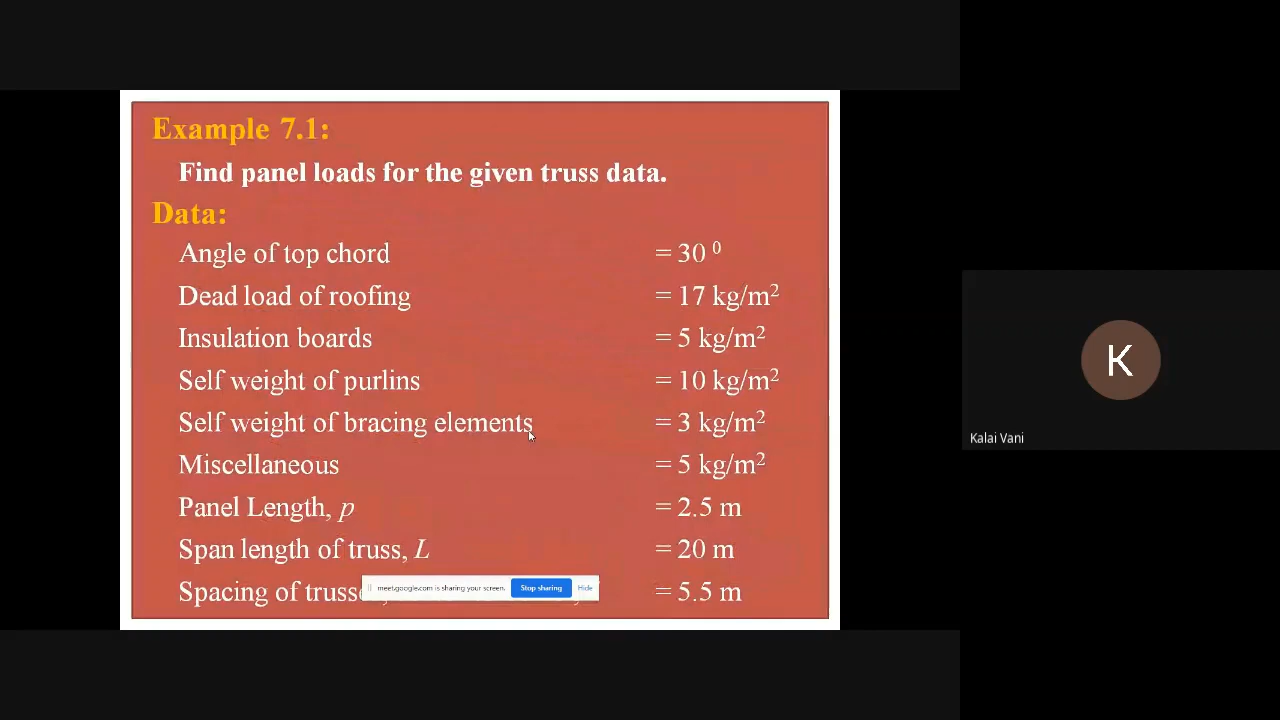 Example 7.1:
Find panel loads for the given truss data.
Data:
Angle of top chord = 30 ⁰
Dead load of roofing = 17 kg/m²
Insulation boards = 5 kg/m²
Self weight of purlins = 10 kg/m²
Self weight of bracing elements = 3 kg/m²
Miscellaneous = 5 kg/m²
Panel Length, p = 2.5 m
Span length of truss, L = 20 m
Spacing of = 5.5 m
meet.google.com is sharing your screen. Stop sharing Hide
K
Kalai Vani